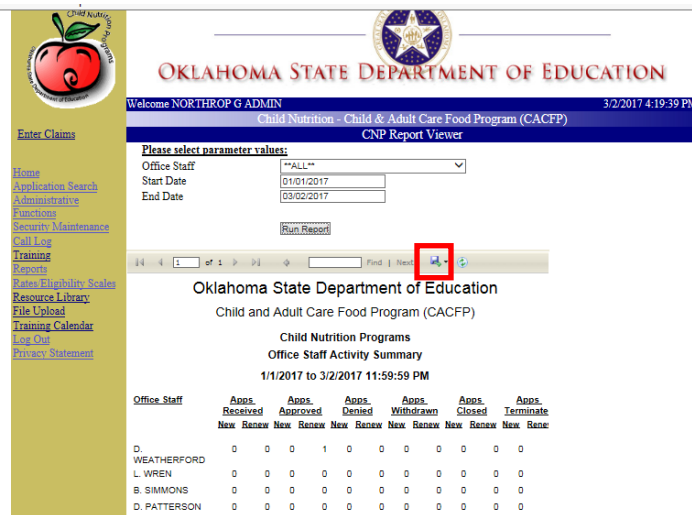 Child Nutrition Programs
Oklahoma State Department of Education
OKLAHOMA STATE DEPARTMENT OF EDUCATION
Welcome NORTHROP G ADMIN 3/2/2017 4:19:39 PM
Child Nutrition - Child & Adult Care Food Program (CACFP)
CNP Report Viewer
Enter Claims
Home
Application Search
Administrative
Functions
Security Maintenance
Call Log
Training
Reports
Rates/Eligibility Scales
Resource Library
File Upload
Training Calendar
Log Out
Privacy Statement
Please select parameter values:
Office Staff **ALL**
Start Date 01/01/2017
End Date 03/02/2017
Run Report
1 of 1 Find | Next
Oklahoma State Department of Education
Child and Adult Care Food Program (CACFP)
Child Nutrition Programs
Office Staff Activity Summary
1/1/2017 to 3/2/2017 11:59:59 PM
Office Staff Apps Apps Apps Apps Apps Apps
Received Approved Denied Withdrawn Closed Terminate
New Renew New Renew New Renew New Renew New Renew New Rene
D. 0 0 0 1 0 0 0 0 0 0 0
WEATHERFORD
L. WREN 0 0 0 0 0 0 0 0 0 0 0
B. SIMMONS 0 0 0 0 0 0 0 0 0 0 0
D. PATTERSON 0 0 0 0 0 0 0 0 0 0 0